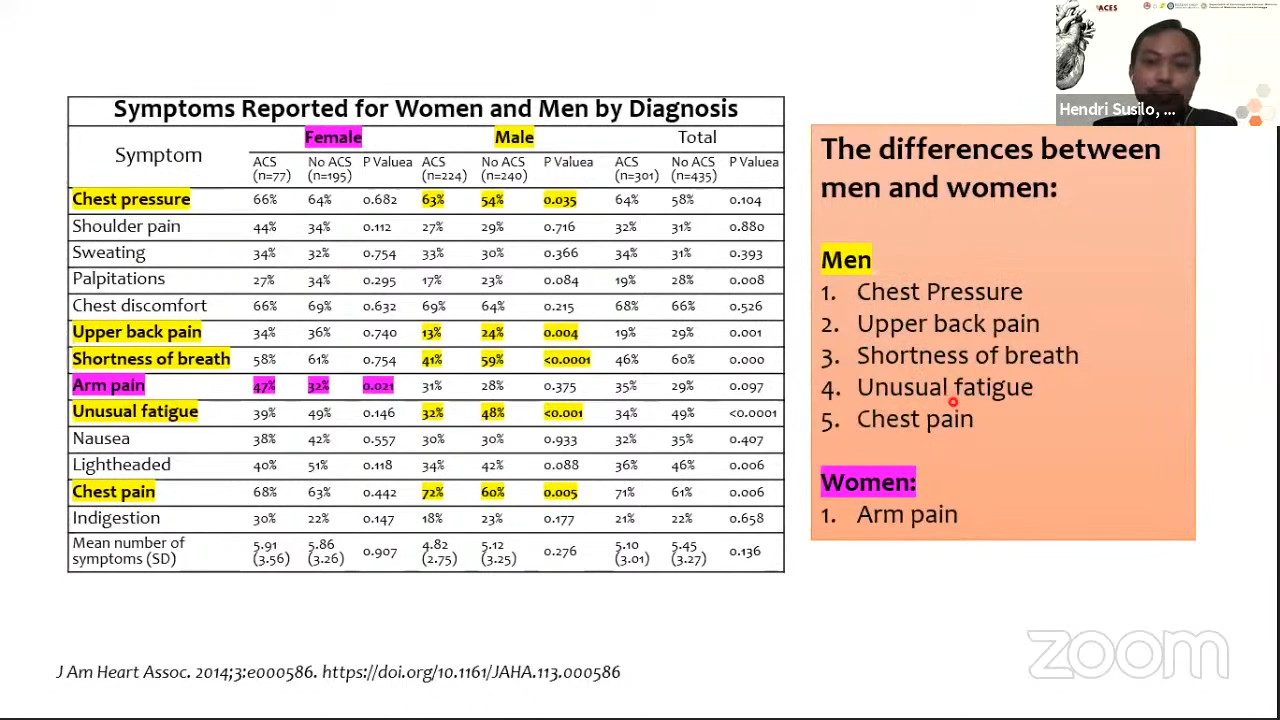 ACES
Hendri Susilo, ...
Symptoms Reported for Women and Men by Diagnosis
Symptom Female Male Total
ACS (n=77) No ACS (n=195) P Valuea ACS (n=224) No ACS (n=240) P Valuea ACS (n=301) No ACS (n=435) P Valuea
Chest pressure 66% 64% 0.682 63% 54% 0.035 64% 58% 0.104
Shoulder pain 44% 34% 0.112 27% 29% 0.716 32% 31% 0.880
Sweating 34% 32% 0.754 33% 30% 0.366 34% 31% 0.393
Palpitations 27% 34% 0.295 17% 23% 0.084 19% 28% 0.008
Chest discomfort 66% 69% 0.632 69% 64% 0.215 68% 66% 0.526
Upper back pain 34% 36% 0.740 13% 24% 0.004 19% 29% 0.001
Shortness of breath 58% 61% 0.754 41% 59% <0.0001 46% 60% 0.000
Arm pain 47% 32% 0.021 31% 28% 0.375 35% 29% 0.097
Unusual fatigue 39% 49% 0.146 32% 48% <0.001 34% 49% <0.0001
Nausea 38% 42% 0.557 30% 30% 0.933 32% 35% 0.407
Lightheaded 40% 51% 0.118 34% 42% 0.088 36% 46% 0.006
Chest pain 68% 63% 0.442 72% 60% 0.005 71% 61% 0.006
Indigestion 30% 22% 0.147 18% 23% 0.177 21% 22% 0.658
Mean number of symptoms (SD) 5.91 (3.56) 5.86 (3.26) 0.907 4.82 (2.75) 5.12 (3.25) 0.276 5.10 (3.01) 5.45 (3.27) 0.136
The differences between
men and women:
Men
1. Chest Pressure
2. Upper back pain
3. Shortness of breath
4. Unusual fatigue
5. Chest pain
Women:
1. Arm pain
J Am Heart Assoc. 2014;3:e000586. https://doi.org/10.1161/JAHA.113.000586
zoom